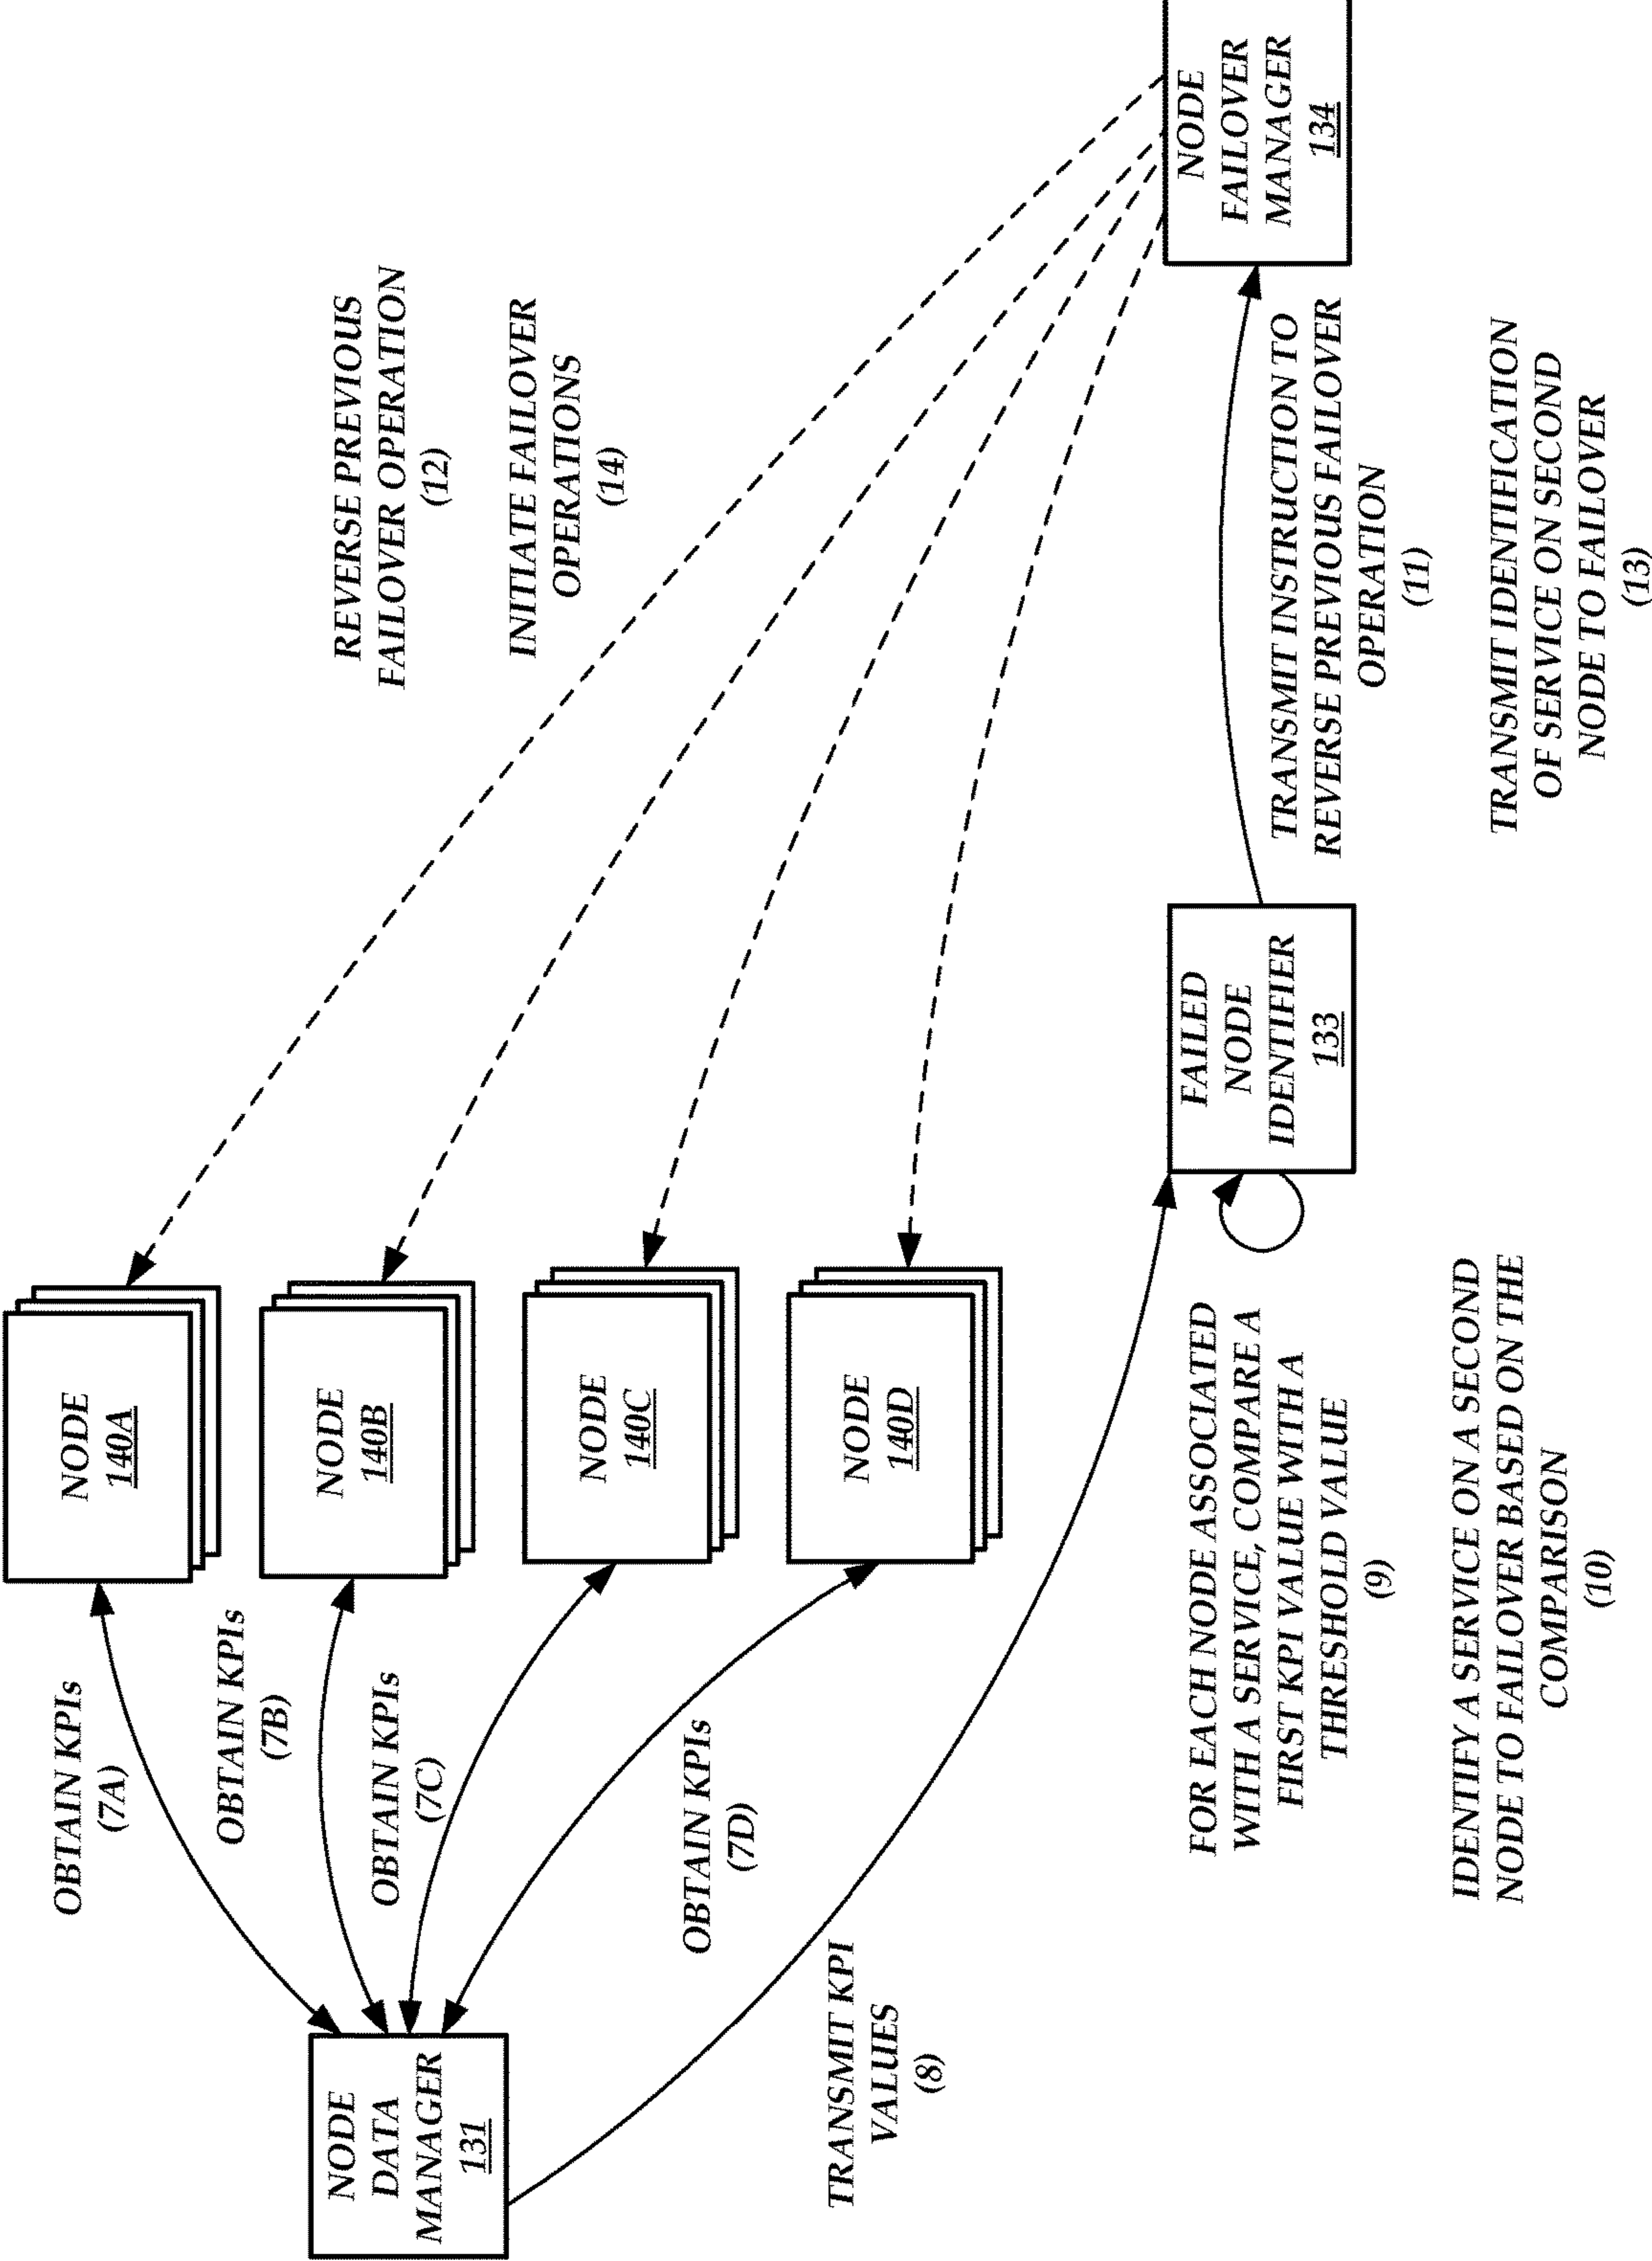 NODE
DATA
MANAGER
131
OBTAIN KPIs
(7A)
OBTAIN KPIs
(7B)
OBTAIN KPIs
(7C)
OBTAIN KPIs
(7D)
TRANSMIT KPI
VALUES
(8)
NODE
140A
NODE
140B
NODE
140C
NODE
140D
FOR EACH NODE ASSOCIATED
WITH A SERVICE, COMPARE A
FIRST KPI VALUE WITH A
THRESHOLD VALUE
(9)
IDENTIFY A SERVICE ON A SECOND
NODE TO FAILOVER BASED ON THE
COMPARISON
(10)
FAILED
NODE
IDENTIFIER
133
REVERSE PREVIOUS
FAILOVER OPERATION
(12)
INITIATE FAILOVER
OPERATIONS
(14)
TRANSMIT INSTRUCTION TO
REVERSE PREVIOUS FAILOVER
OPERATION
(11)
TRANSMIT IDENTIFICATION
OF SERVICE ON SECOND
NODE TO FAILOVER
(13)
NODE
FAILOVER
MANAGER
134